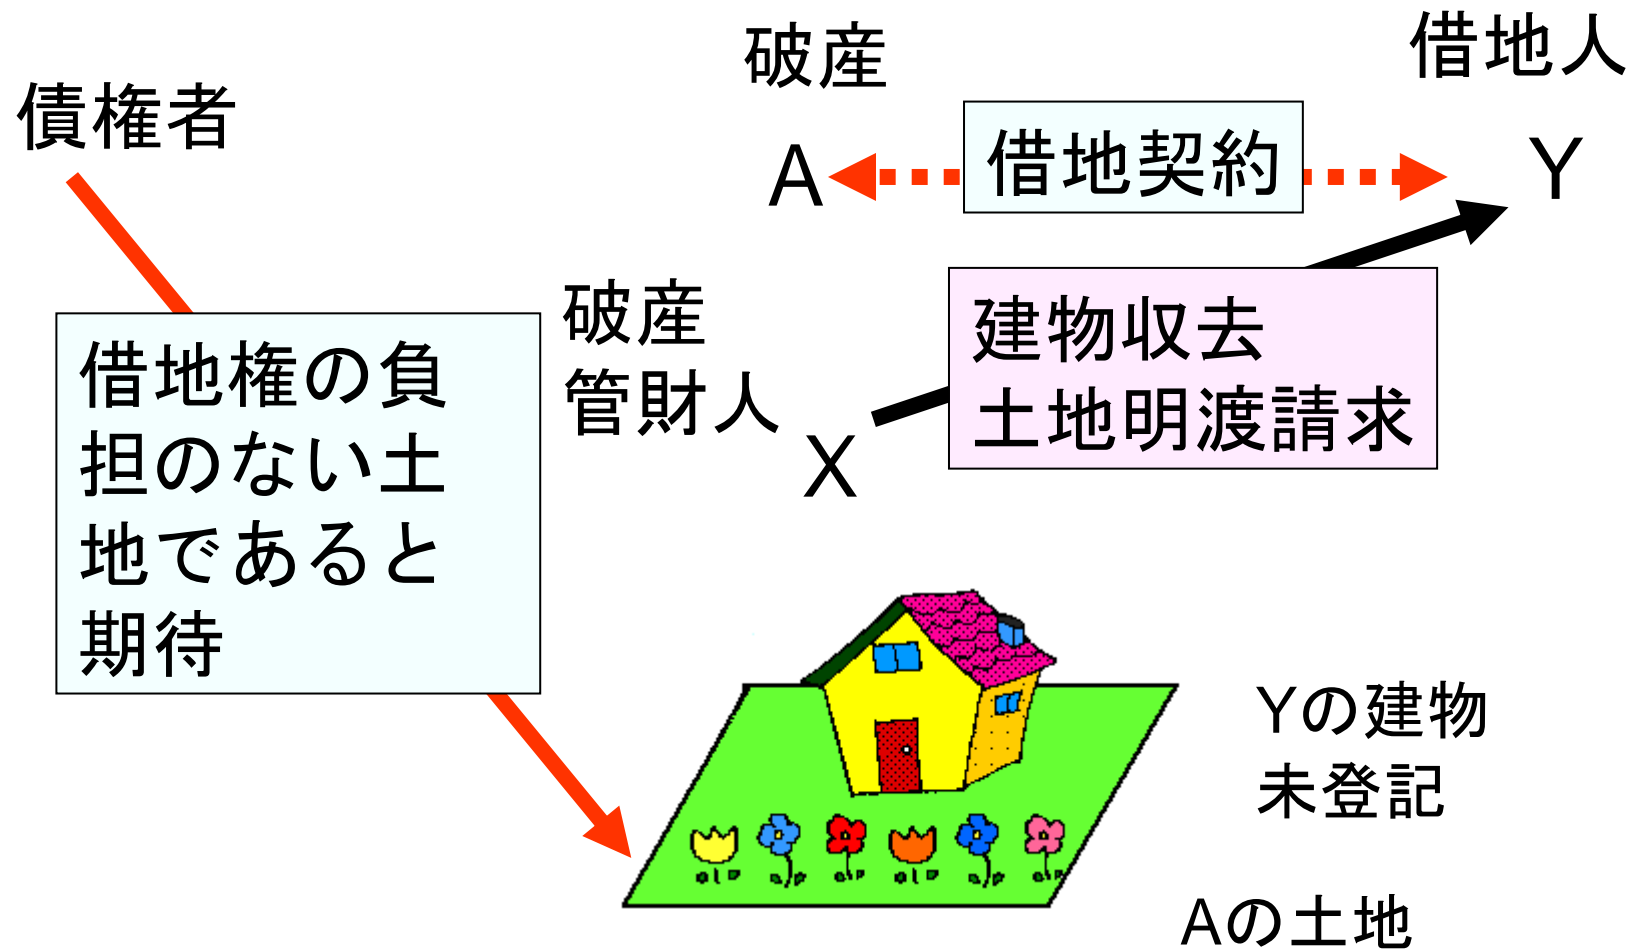 債権者
破産
A
借地契約
借地人
Y
破産
管財人
X
建物収去
土地明渡請求
借地権の負
担のない土
地であると
期待
Yの建物
未登記
Aの土地